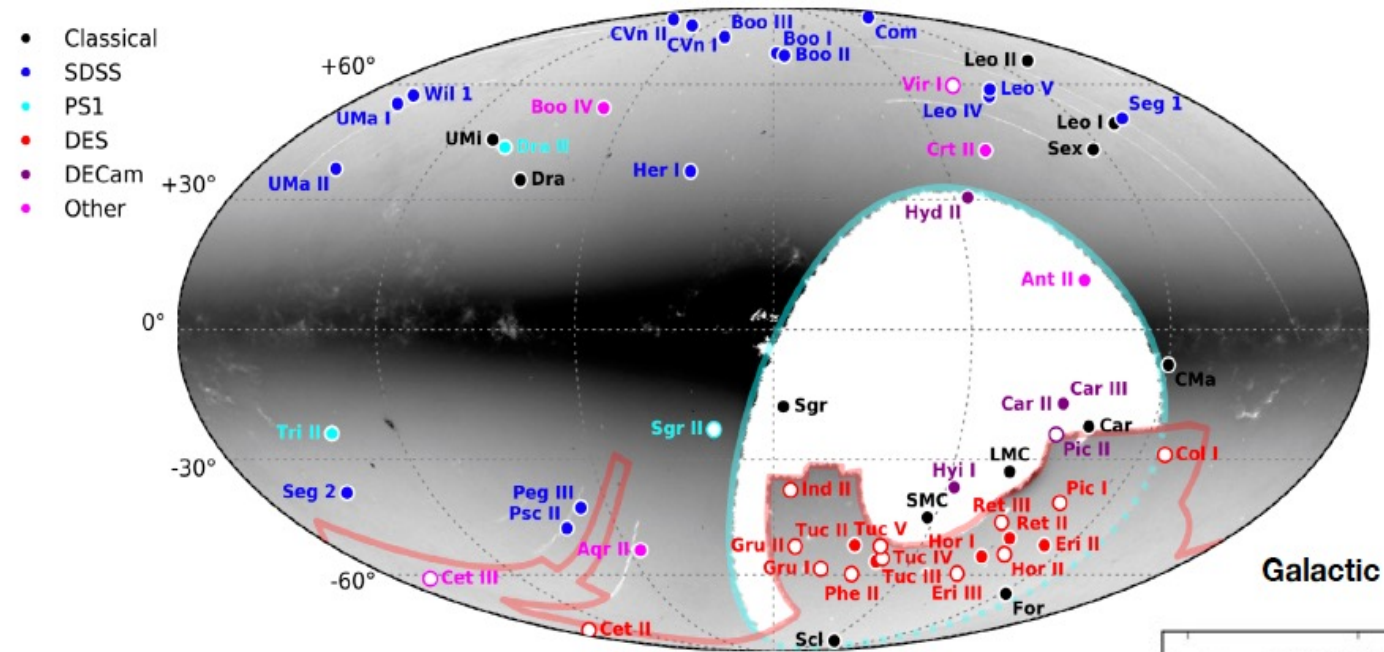 Classical
SDSS
PS1
DES
DECam
Other
+60°
+30°
0°
-30°
-60°
CVn II
CVn I
Boo III
Boo I
Boo II
Com
Leo II
Wil 1
UMa I
Boo IV
Vir I
Leo V
Leo IV
Seg 1
Leo I
UMi
Dra II
Crt II
Sex
UMa II
Dra
Her I
Hyd II
Ant II
CMa
Sgr
Car III
Car II
Car
Tri II
Sgr II
Pic II
LMC
Col I
Seg 2
Hyi I
Ind II
Peg III
Psc II
SMC
Ret III
Pic I
Tuc II
Tuc V
Ret II
Hor I
Aqr II
Gru II
Tuc IV
Eri II
Gru I
Tuc III
Hor II
Cet III
Phe II
Eri III
For
Galactic
Cet II
Scl